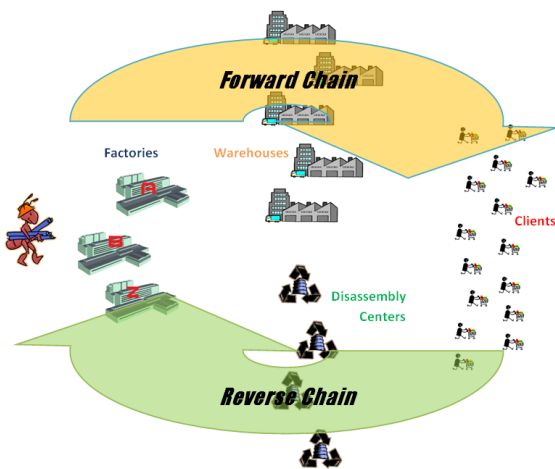 Forward Chain
Factories
Warehouses
A
Clients
B
Z
Disassembly
Centers
Reverse Chain